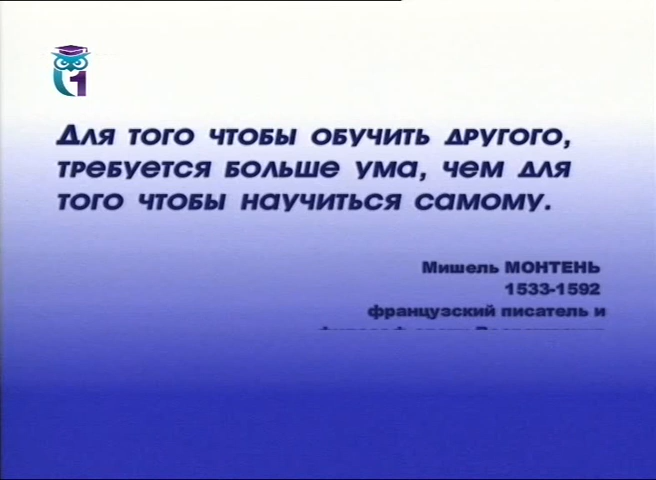 1
Для того чтобы обучить другого,
требуется больше ума, чем для
того чтобы научиться самому.
Мишель МОНТЕНЬ
1533-1592
французский писатель и